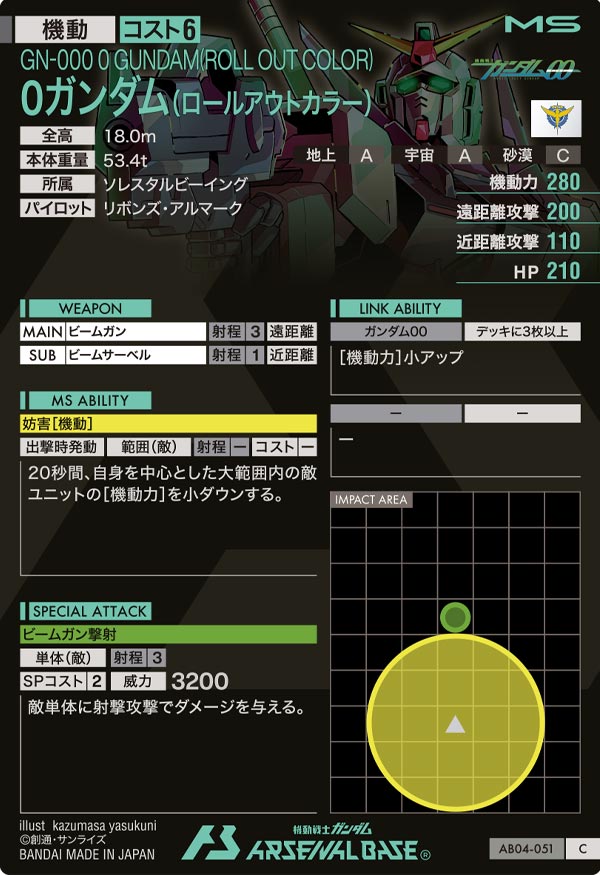 機動 コスト6 MS
GN-000 0 GUNDAM(ROLL OUT COLOR)
0ガンダム(ロールアウトカラー)
ガンダム00
全高 18.0m
本体重量 53.4t
所属 ソレスタルビーイング
パイロット リボンズ・アルマーク
地上 A 宇宙 A 砂漠 C
機動力 280
遠距離攻撃 200
近距離攻撃 110
HP 210
WEAPON
MAIN ビームガン 射程 3 遠距離
SUB ビームサーベル 射程 1 近距離
LINK ABILITY
ガンダム00 デッキに3枚以上
[機動力]小アップ
— —
—
MS ABILITY
妨害[機動]
出撃時発動 範囲(敵) 射程 — コスト —
20秒間、自身を中心とした大範囲内の敵
ユニットの[機動力]を小ダウンする。
IMPACT AREA
SPECIAL ATTACK
ビームガン撃射
単体(敵) 射程 3
SPコスト 2 威力 3200
敵単体に射撃攻撃でダメージを与える。
illust kazumasa yasukuni
©創通・サンライズ
BANDAI MADE IN JAPAN
機動戦士ガンダム
ARSENAL BASE®
AB04-051 C